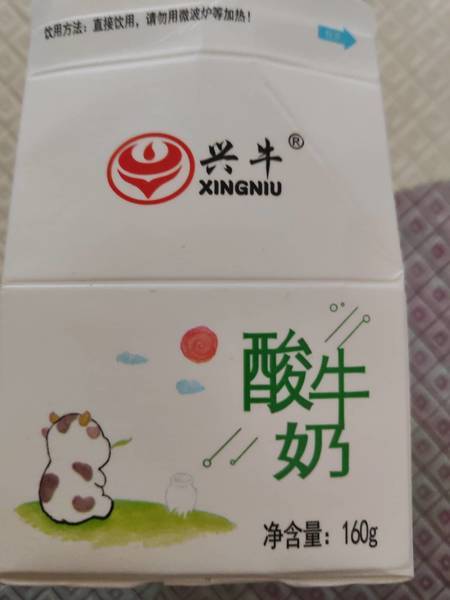 饮用方法：直接饮用，请勿用微波炉等加热！
兴牛®
XINGNIU
酸牛
奶
净含量：160g